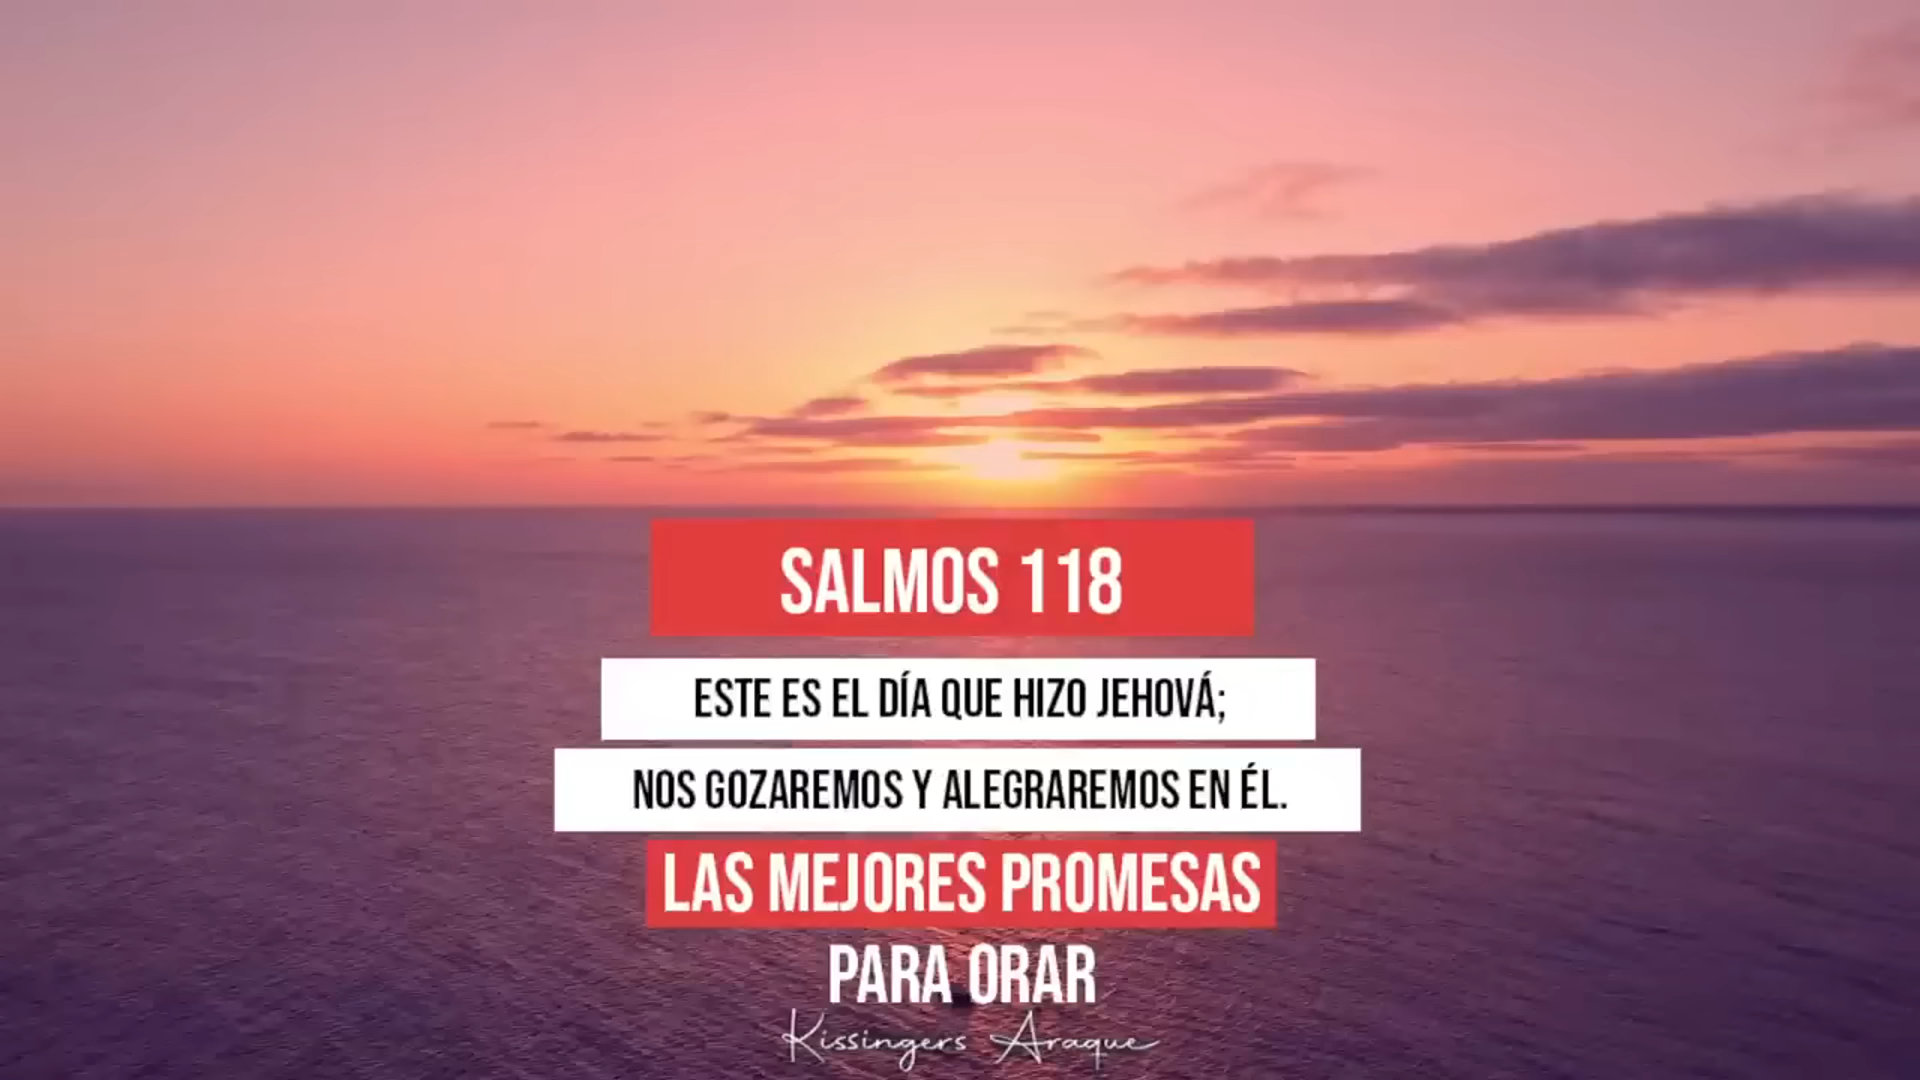 SALMOS 118
ESTE ES EL DÍA QUE HIZO JEHOVÁ;
NOS GOZAREMOS Y ALEGRAREMOS EN ÉL.
LAS MEJORES PROMESAS
PARA ORAR
Kissingers Araque